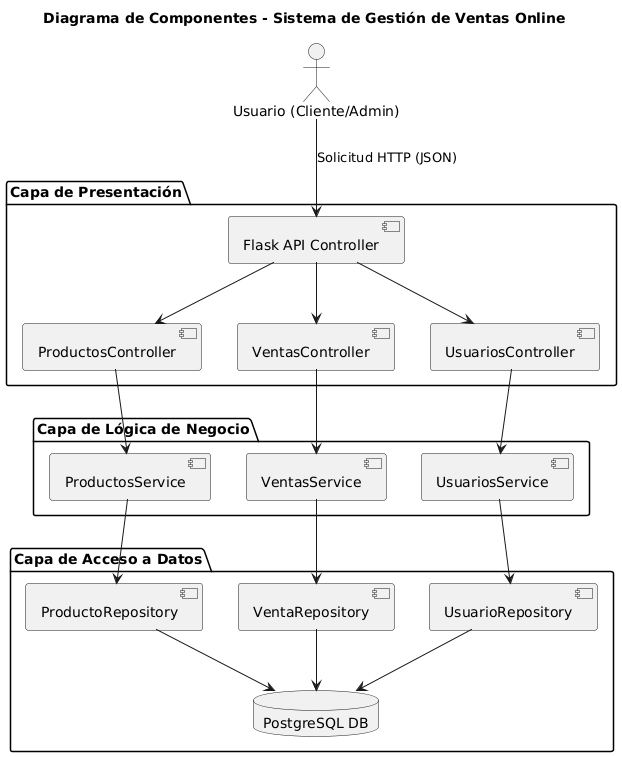 Diagrama de Componentes - Sistema de Gestión de Ventas Online
Usuario (Cliente/Admin)
Solicitud HTTP (JSON)
Capa de Presentación
Flask API Controller
ProductosController
VentasController
UsuariosController
Capa de Lógica de Negocio
ProductosService
VentasService
UsuariosService
Capa de Acceso a Datos
ProductoRepository
VentaRepository
UsuarioRepository
PostgreSQL DB